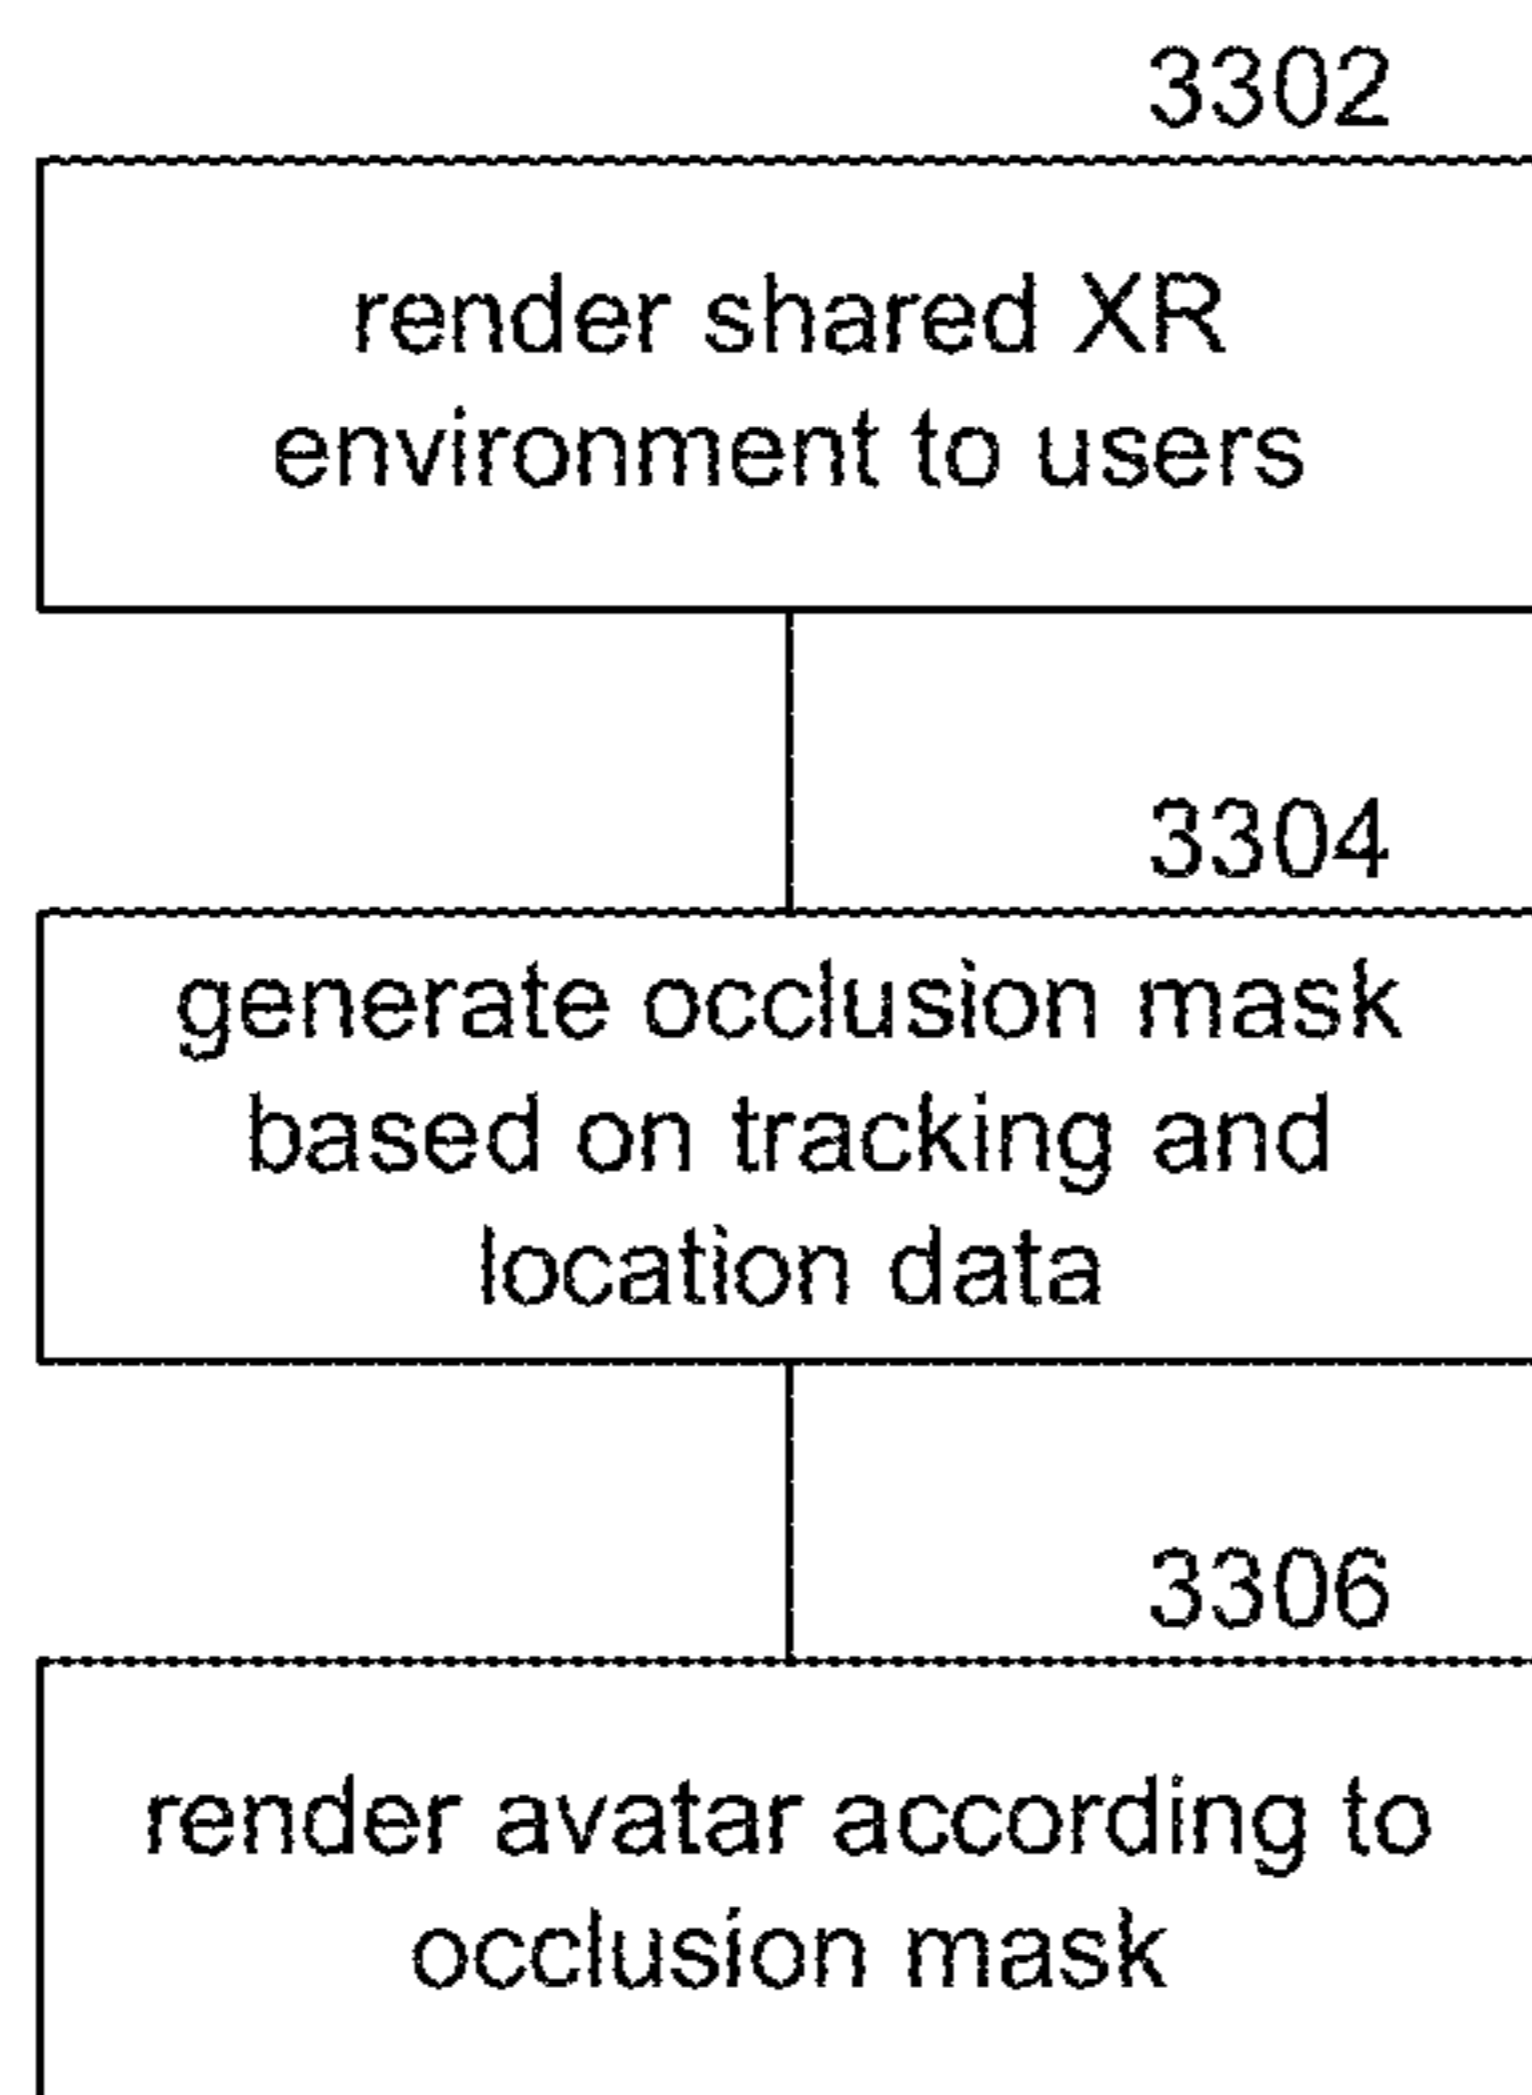 3302
render shared XR
environment to users
3304
generate occlusion mask
based on tracking and
location data
3306
render avatar according to
occlusion mask